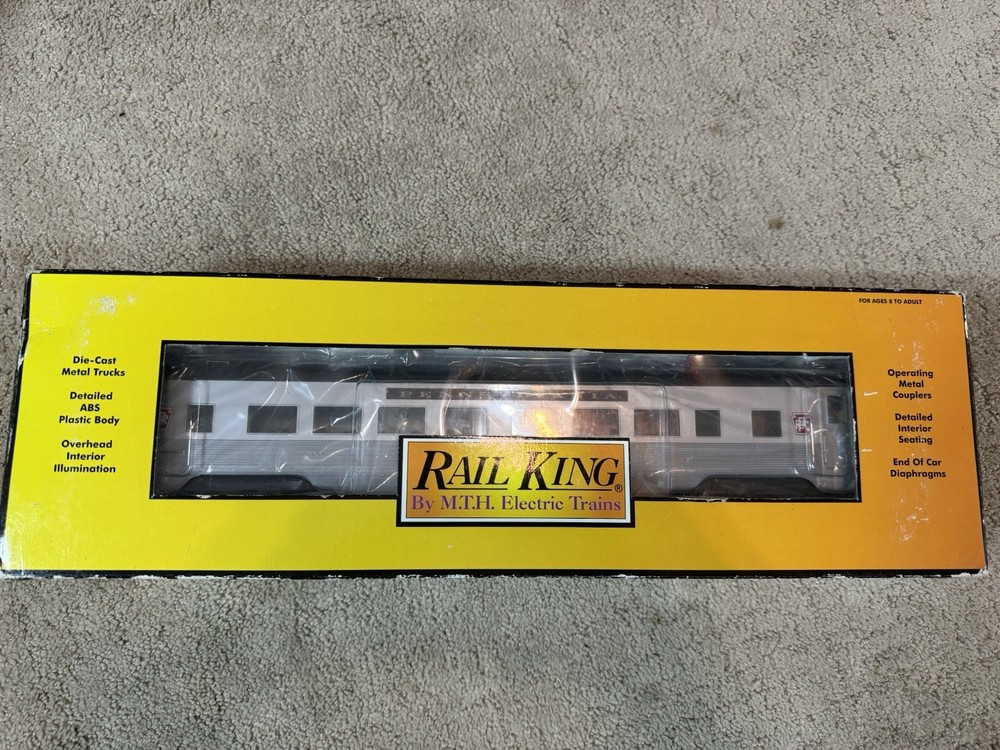 FOR AGES 8 TO ADULT
Die-Cast
Metal Trucks
Detailed
ABS
Plastic Body
Overhead
Interior
Illumination
PENNSYLVANIA
RAIL KING®
By M.T.H. Electric Trains
Operating
Metal
Couplers
Detailed
Interior
Seating
End Of Car
Diaphragms